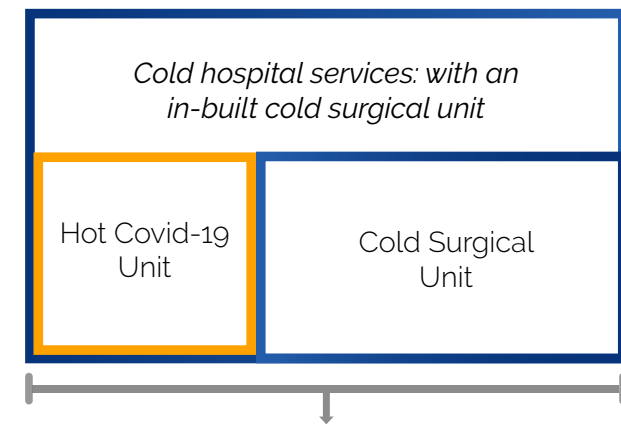 Cold hospital services: with an
in-built cold surgical unit
Hot Covid-19
Unit
Cold Surgical
Unit